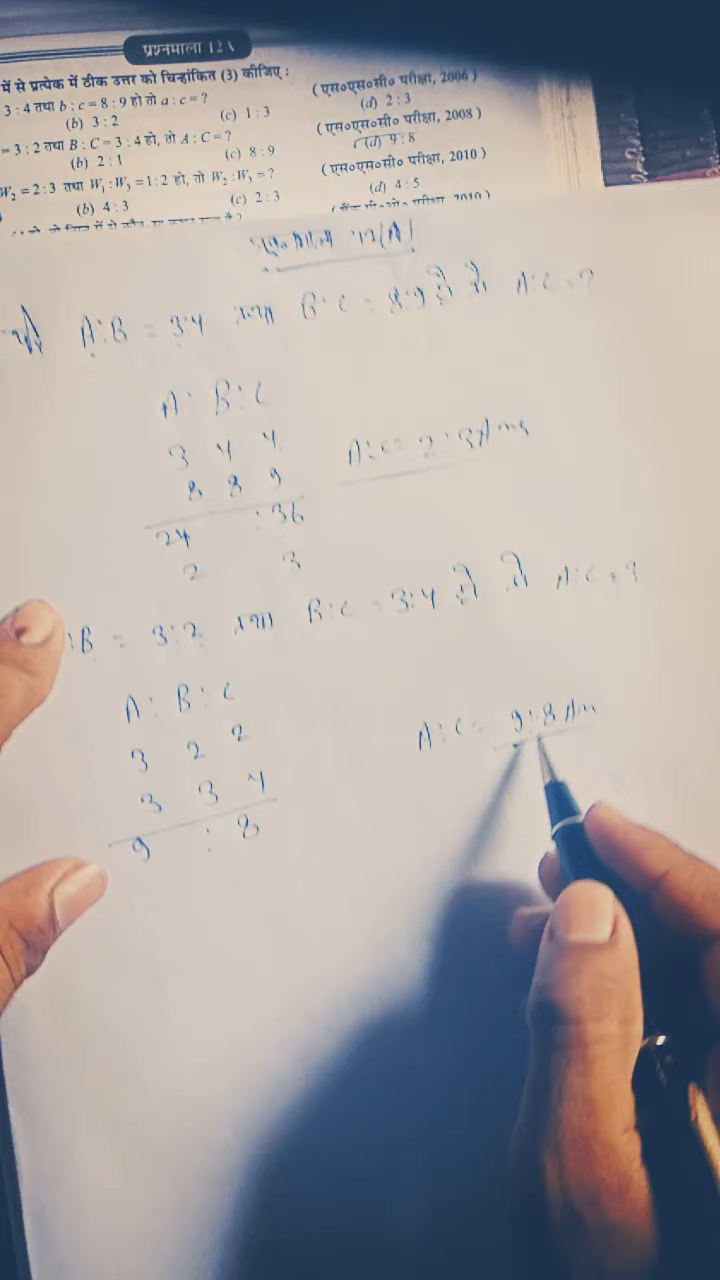 प्रश्नमाला 12A
में से प्रत्येक में ठीक उत्तर को चिन्हांकित (3) कीजिए :
3 : 4 तथा b : c = 8 : 9 हो तो a : c = ?
(एस०एस०सी० परीक्षा, 2006)
(b) 3 : 2 (c) 1 : 3 (d) 2 : 3
= 3 : 2 तथा B : C = 3 : 4 हो, तो A : C = ?
(एस०एस०सी० परीक्षा, 2008)
(b) 2 : 1 (c) 8 : 9 (d) 9 : 8
W₂ = 2 : 3 तथा W₁ : W₃ = 1 : 2 हो, तो W₂ : W₃ = ?
(एस०एस०सी० परीक्षा, 2010)
(b) 4 : 3 (c) 2 : 3 (d) 4 : 5
प्रश्नमाला 12(A)
A:B = 3:4 तथा B:C = 8:9 हो तो A:C = ?
A : B : C
3 4 4
8 8 9
24 : 36
2 3
A:C = 2 : 3 Ans
:B = 3:2 तथा B:C = 3:4 हो तो A:C = ?
A : B : C
3 2 2
3 3 4
9 : 8
A:C = 9:8 An